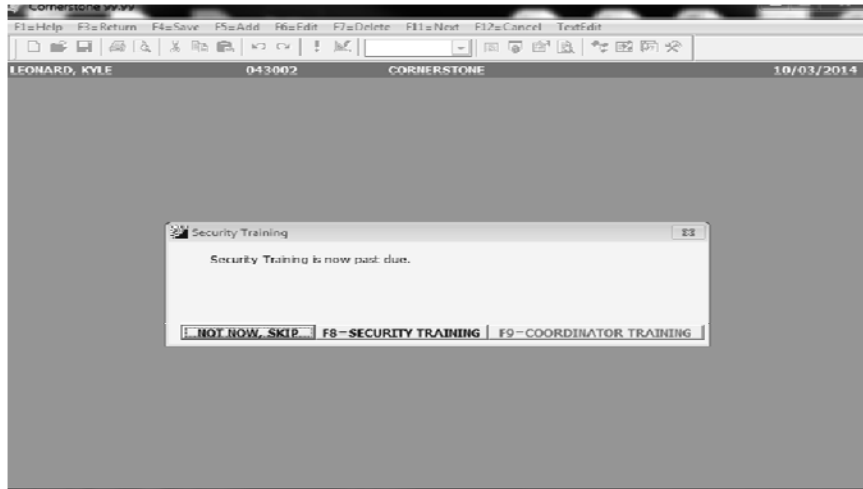 Cornerstone 99.99
F1=Help F3=Return F4=Save F5=Add F6=Edit F7=Delete F11=Next F12=Cancel TextEdit
LEONARD, KYLE 043002 CORNERSTONE 10/03/2014
Security Training
Security Training is now past due.
NOT NOW, SKIP F8-SECURITY TRAINING F9-COORDINATOR TRAINING